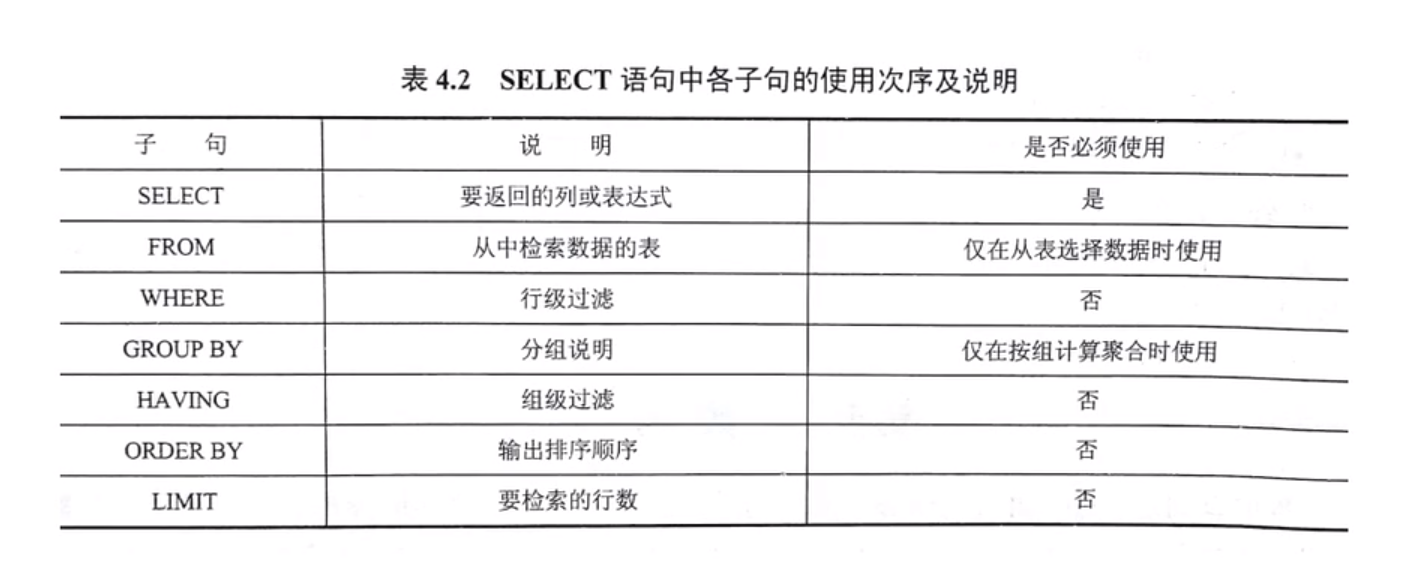 表 4.2 SELECT 语句中各子句的使用次序及说明
子 句 说 明 是否必须使用
SELECT 要返回的列或表达式 是
FROM 从中检索数据的表 仅在从表选择数据时使用
WHERE 行级过滤 否
GROUP BY 分组说明 仅在按组计算聚合时使用
HAVING 组级过滤 否
ORDER BY 输出排序顺序 否
LIMIT 要检索的行数 否